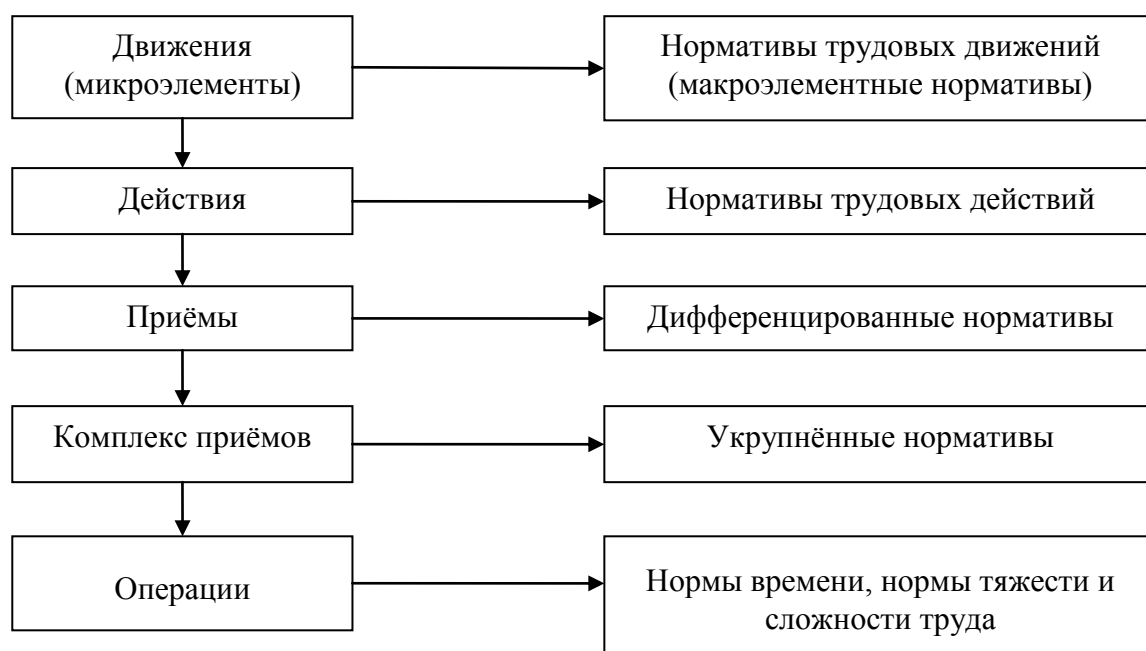 Движения
(микроэлементы)
Нормативы трудовых движений
(макроэлементные нормативы)
Действия
Нормативы трудовых действий
Приёмы
Дифференцированные нормативы
Комплекс приёмов
Укрупнённые нормативы
Операции
Нормы времени, нормы тяжести и
сложности труда